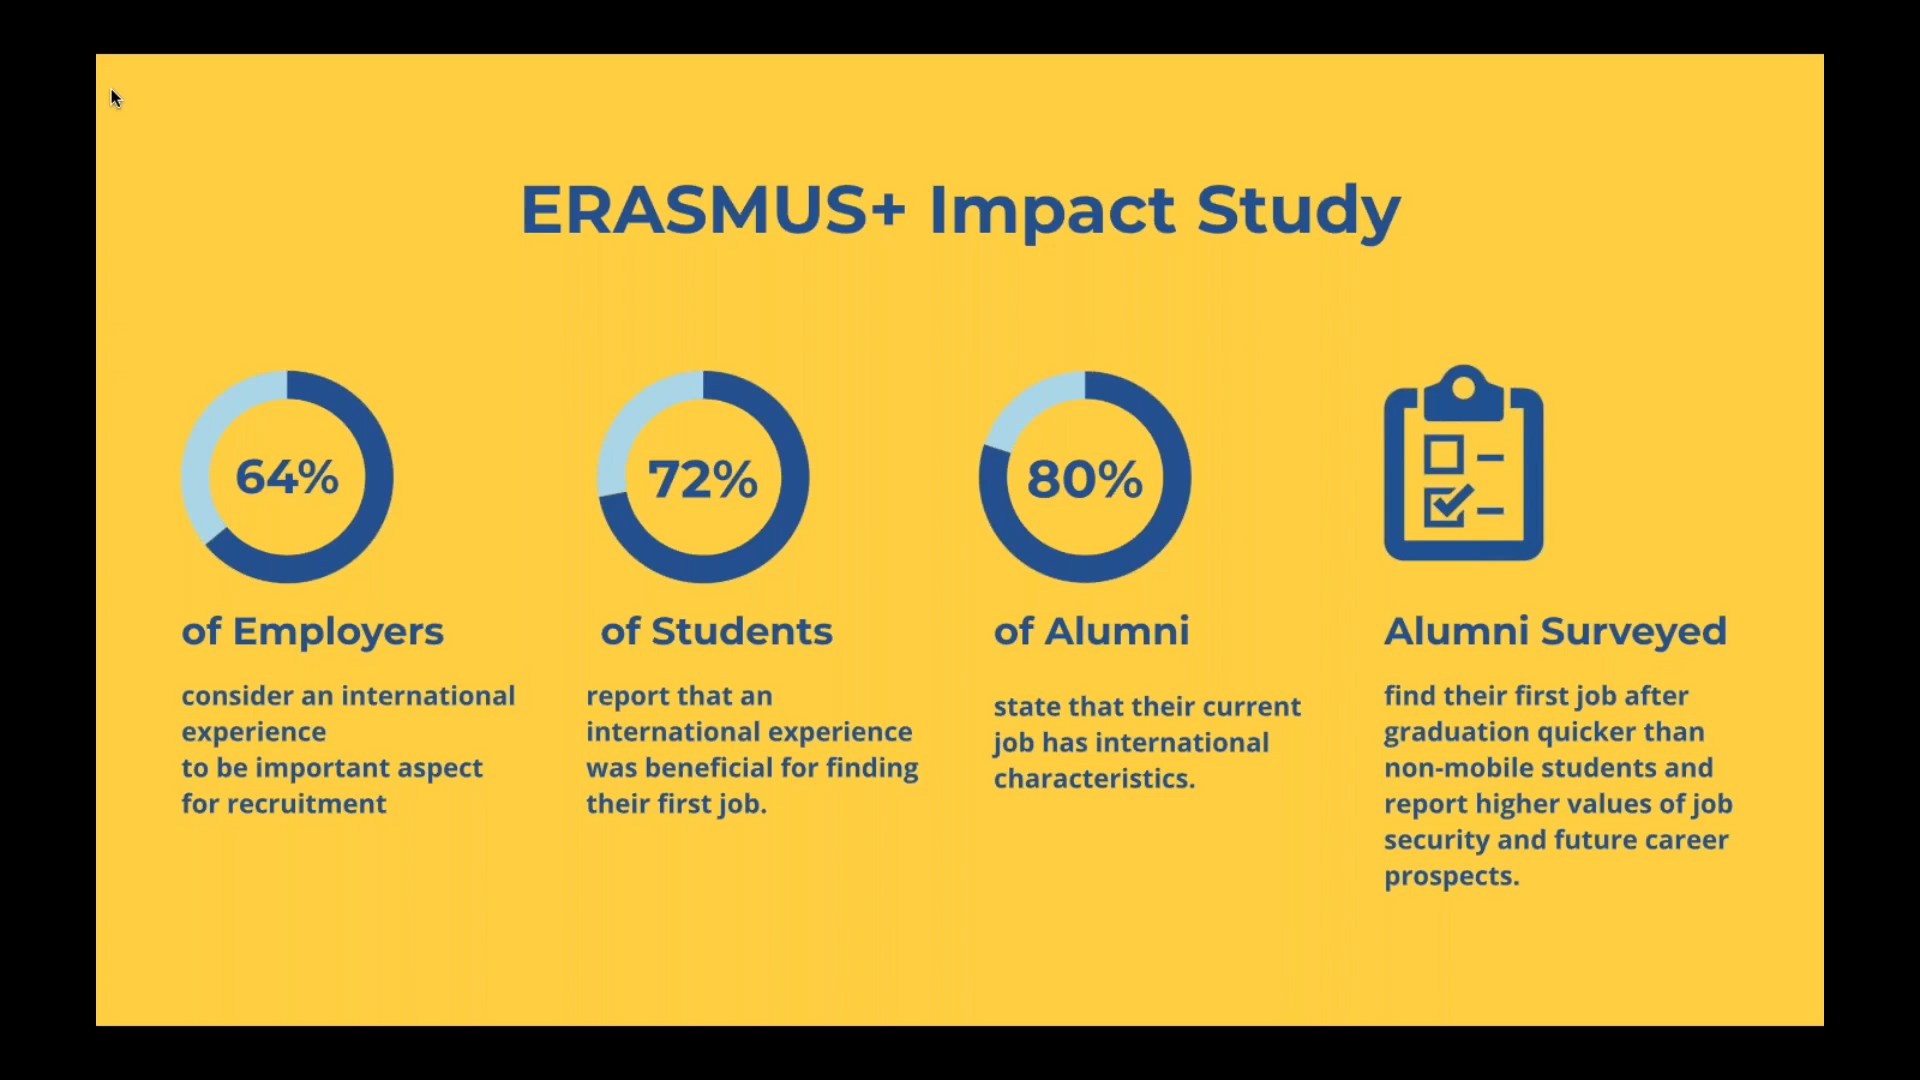 ERASMUS+ Impact Study
64%
of Employers
consider an international
experience
to be important aspect
for recruitment
72%
of Students
report that an
international experience
was beneficial for finding
their first job.
80%
of Alumni
state that their current
job has international
characteristics.
Alumni Surveyed
find their first job after
graduation quicker than
non-mobile students and
report higher values of job
security and future career
prospects.